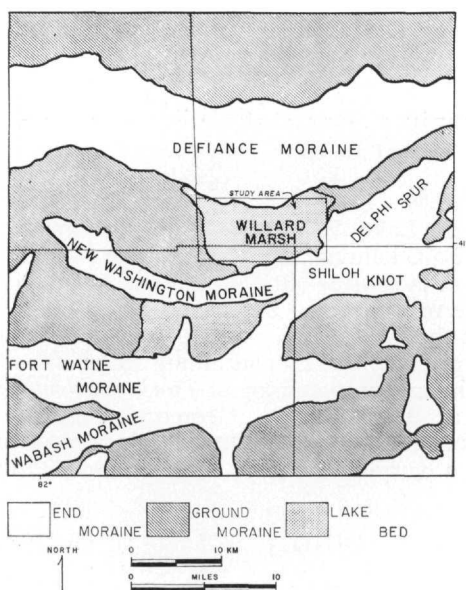 DEFIANCE MORAINE
STUDY AREA
WILLARD
MARSH
DELPHI SPUR
41
NEW WASHINGTON MORAINE
SHILOH
KNOT
FORT WAYNE
MORAINE
WABASH MORAINE
82°
END
MORAINE
GROUND
MORAINE
LAKE
BED
NORTH
0 10 KM
MILES
0 10